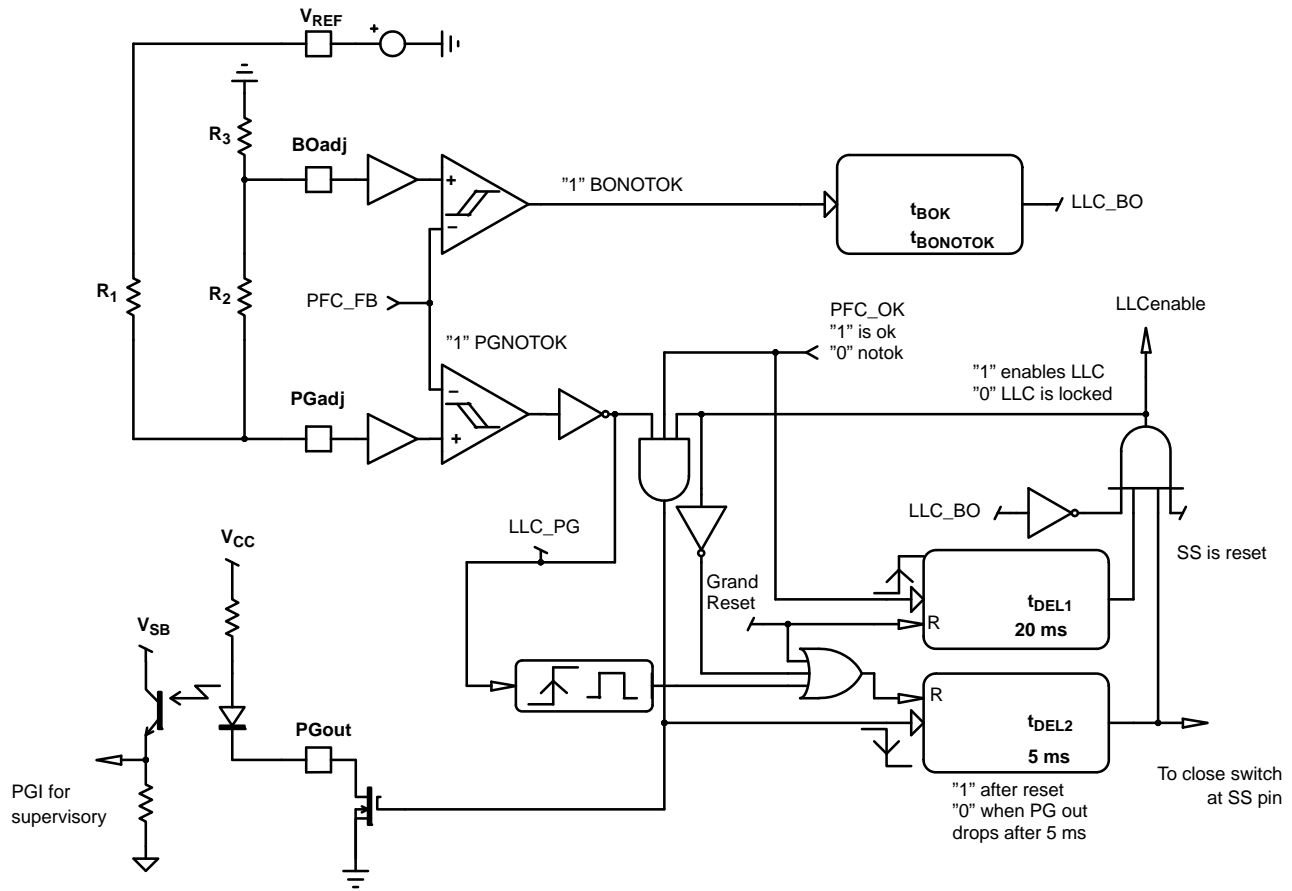 VREF
+
R3
BOadj
+
−
"1" BONOTOK
tBOK
tBONOTOK
LLC_BO
R1
R2
PFC_FB
"1" PGNOTOK
PFC_OK
"1" is ok
"0" notok
LLCenable
"1" enables LLC
"0" LLC is locked
PGadj
−
+
LLC_BO
SS is reset
LLC_PG
VCC
Grand
Reset
tDEL1
20 ms
R
VSB
R
tDEL2
5 ms
PGout
PGI for
supervisory
"1" after reset
"0" when PG out
drops after 5 ms
To close switch
at SS pin